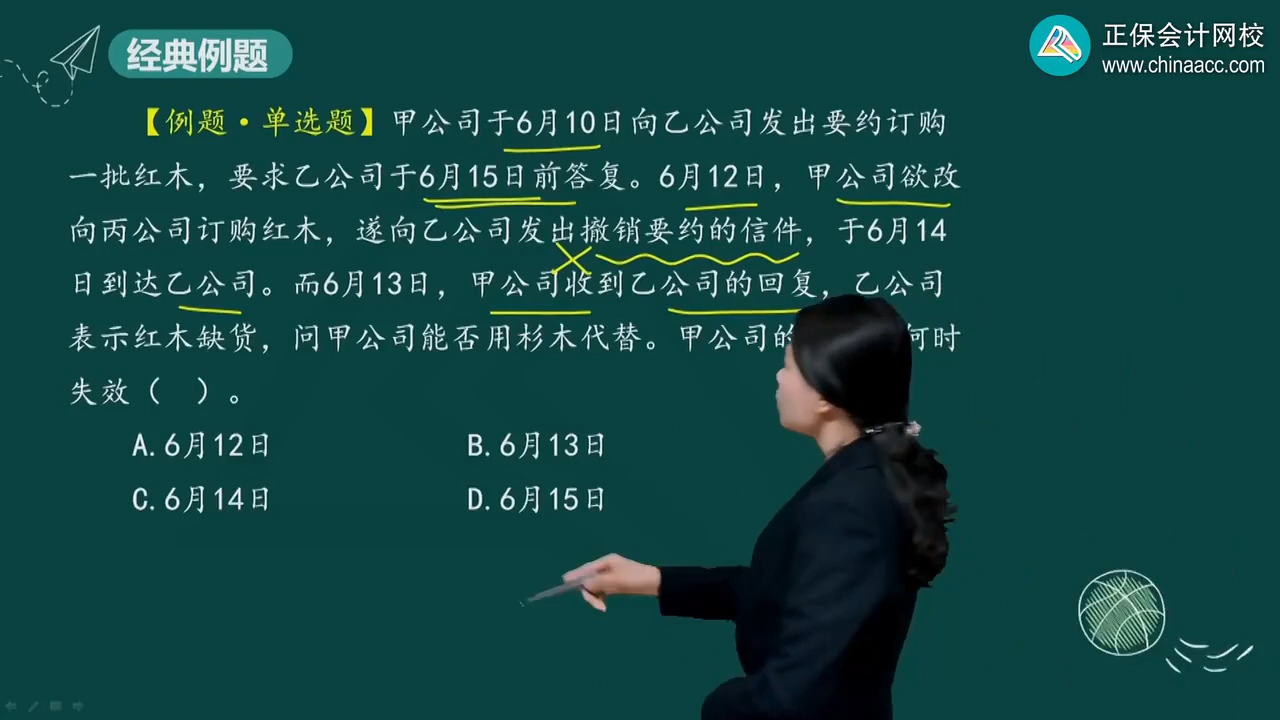 经典例题
正保会计网校
www.chinaacc.com
【例题·单选题】甲公司于6月10日向乙公司发出要约订购
一批红木，要求乙公司于6月15日前答复。6月12日，甲公司欲改
向丙公司订购红木，遂向乙公司发出撤销要约的信件，于6月14
日到达乙公司。而6月13日，甲公司收到乙公司的回复，乙公司
表示红木缺货，问甲公司能否用杉木代替。甲公司的 何时
失效（ ）。
A.6月12日 B.6月13日
C.6月14日 D.6月15日